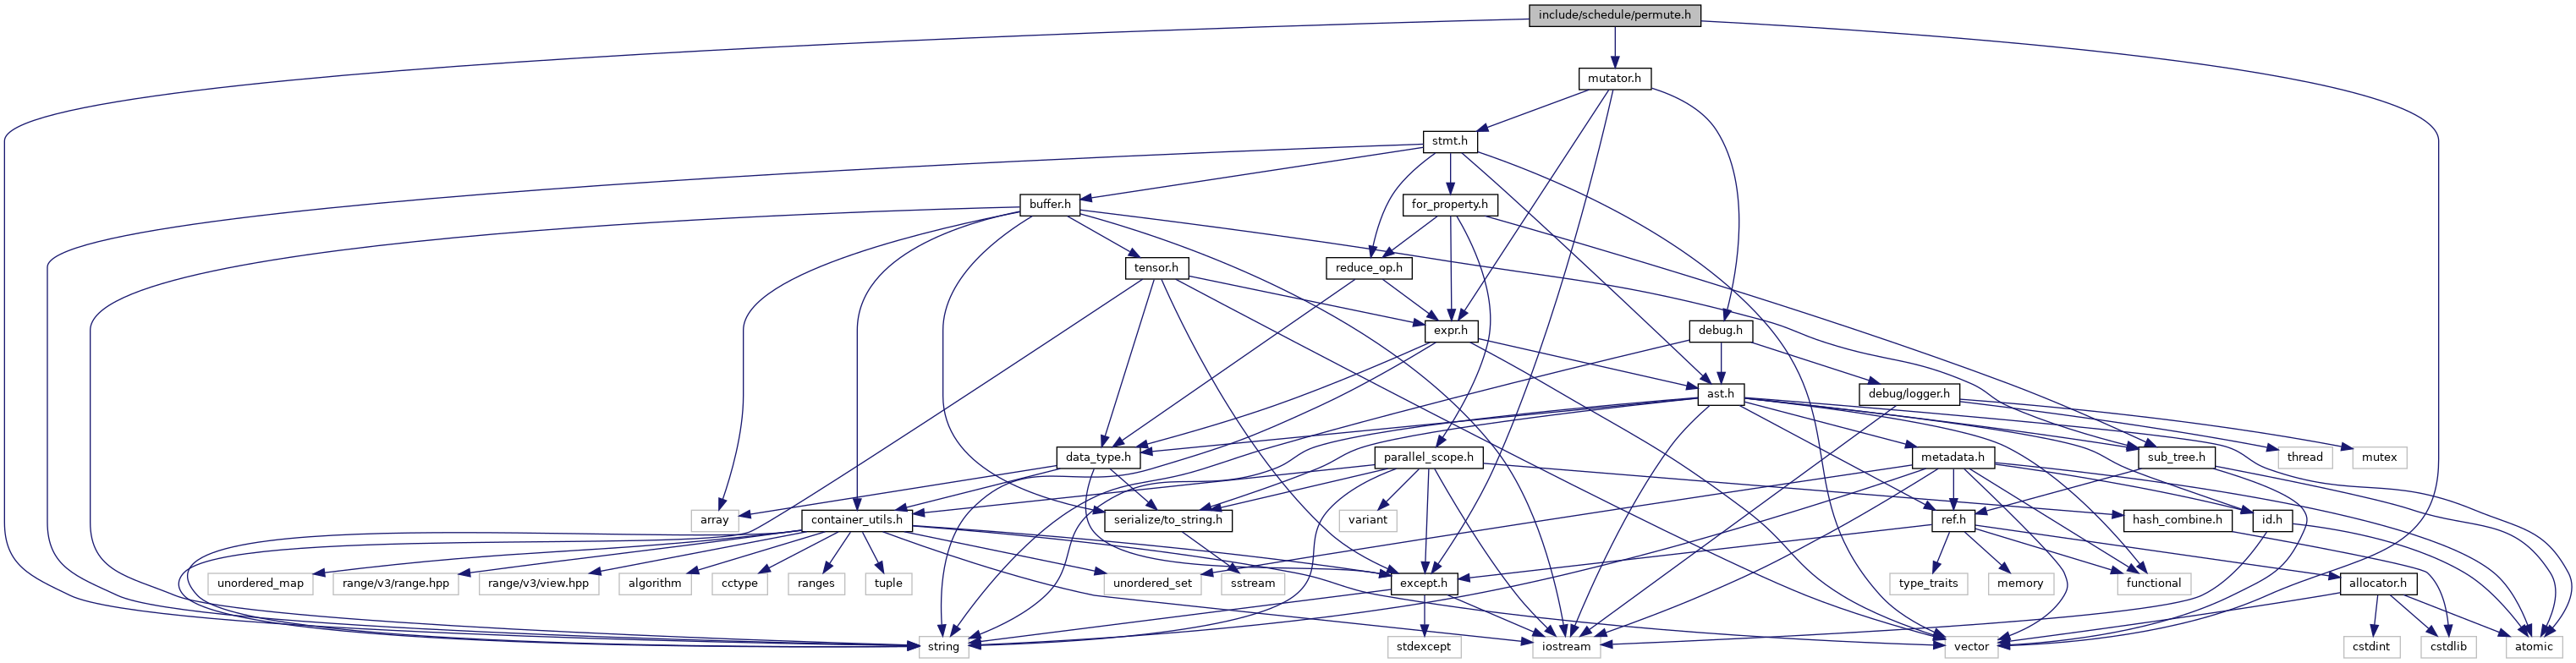 include/schedule/permute.h
mutator.h
stmt.h
buffer.h
for_property.h
tensor.h
reduce_op.h
expr.h
debug.h
ast.h
debug/logger.h
data_type.h
parallel_scope.h
metadata.h
sub_tree.h
thread
mutex
array
container_utils.h
serialize/to_string.h
variant
ref.h
hash_combine.h
id.h
unordered_map
range/v3/range.hpp
range/v3/view.hpp
algorithm
cctype
ranges
tuple
unordered_set
sstream
except.h
type_traits
memory
functional
allocator.h
string
stdexcept
iostream
vector
cstdint
cstdlib
atomic